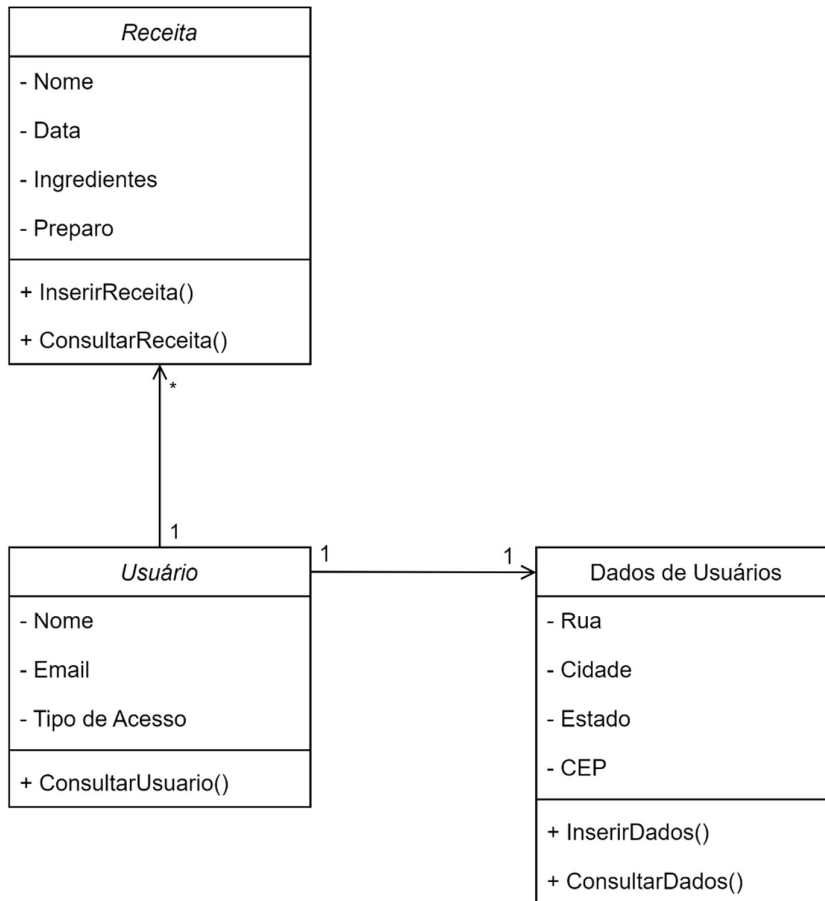 Receita
- Nome
- Data
- Ingredientes
- Preparo
+ InserirReceita()
+ ConsultarReceita()
*
1
Usuário
- Nome
- Email
- Tipo de Acesso
+ ConsultarUsuario()
1
1
Dados de Usuários
- Rua
- Cidade
- Estado
- CEP
+ InserirDados()
+ ConsultarDados()